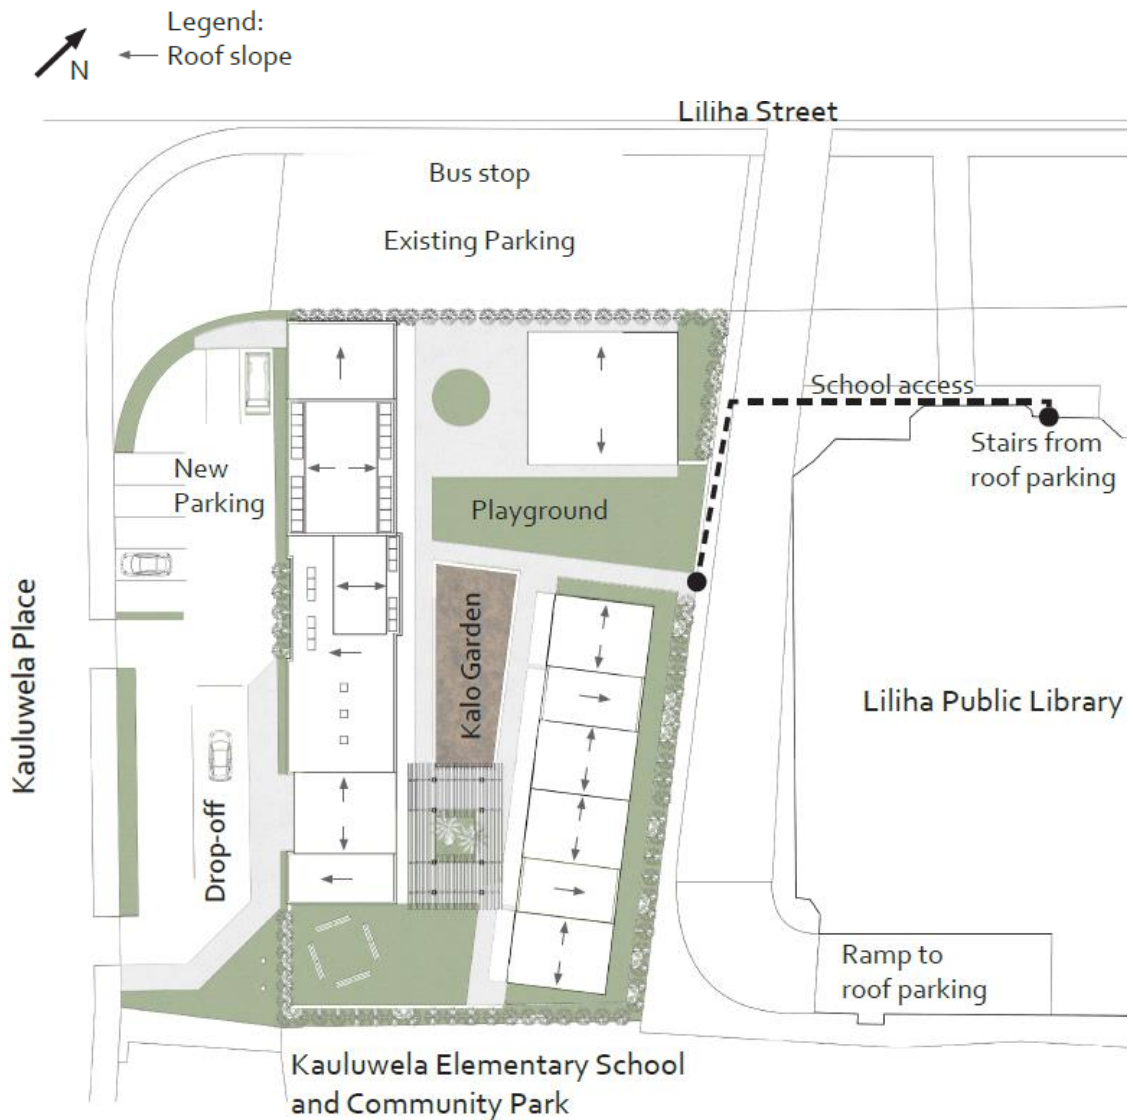 Legend:
Roof slope
N
Liliha Street
Bus stop
Existing Parking
School access
Stairs from
roof parking
New
Parking
Playground
Kauluwela Place
Kalo Garden
Liliha Public Library
Drop-off
Ramp to
roof parking
Kauluwela Elementary School
and Community Park